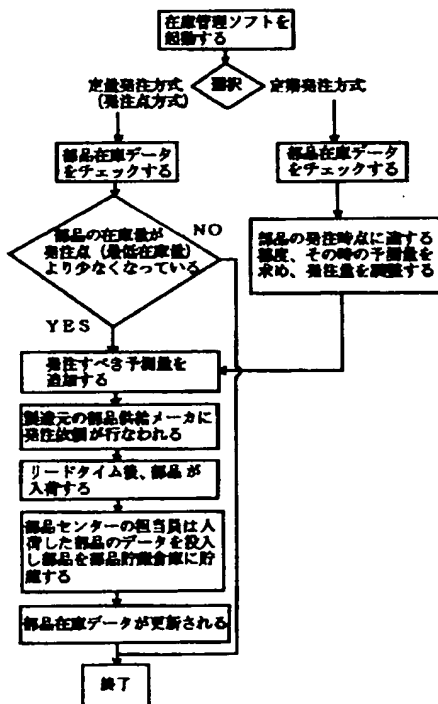 在庫管理ソフトを
起動する
選択
定量発注方式
(発注点方式)
定期発注方式
部品在庫データ
をチェックする
部品在庫データ
をチェックする
部品の在庫量が
発注点(最低在庫量)
より少なくなっている
NO
YES
部品の発注時点に達する
都度、その時の予測量を
求め、発注量を調整する
発注すべき予測量を
追加する
製造元の部品供給メーカに
発注依頼が行なわれる
リードタイム後、部品が
入荷する
部品センターの担当員は入
荷した部品のデータを投入
し部品を部品貯蔵倉庫に貯
蔵する
部品在庫データが更新される
終了